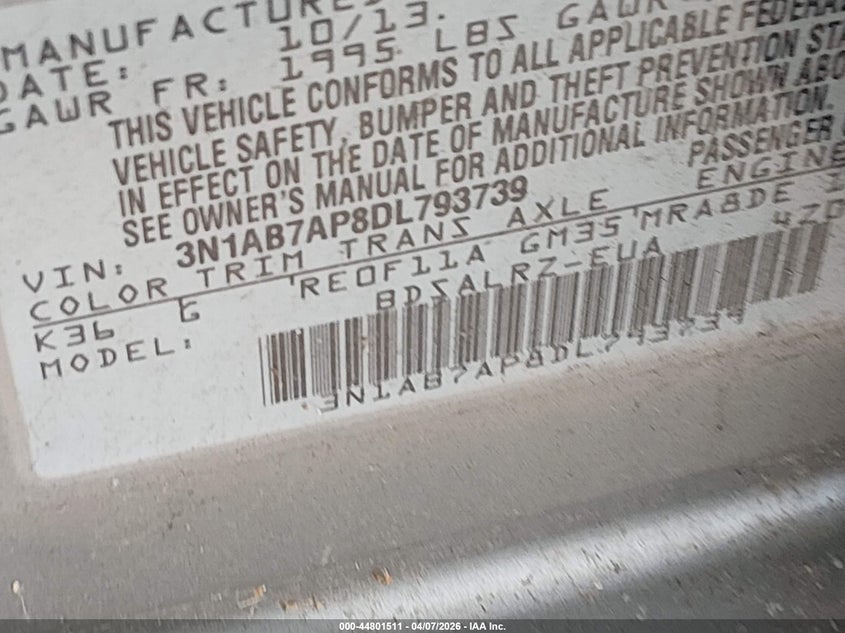 MANUFACTURE
DATE: 10/13
GAWR FR: 1995 LBS GAWR
THIS VEHICLE CONFORMS TO ALL APPLICABLE FEDERAL
VEHICLE SAFETY, BUMPER AND THEFT PREVENTION STA
IN EFFECT ON THE DATE OF MANUFACTURE SHOWN ABO
SEE OWNER'S MANUAL FOR ADDITIONAL INFORMATION.
VIN: 3N1AB7AP8DL793739 PASSENGER
COLOR TRIM TRANS AXLE ENGINE
K36 G RE0F11A GM35 MRA8DE
MODEL: BDSALRZ-EUA
3N1AB7AP8DL793739
000-44801511 - 04/07/2026 - IAA Inc.